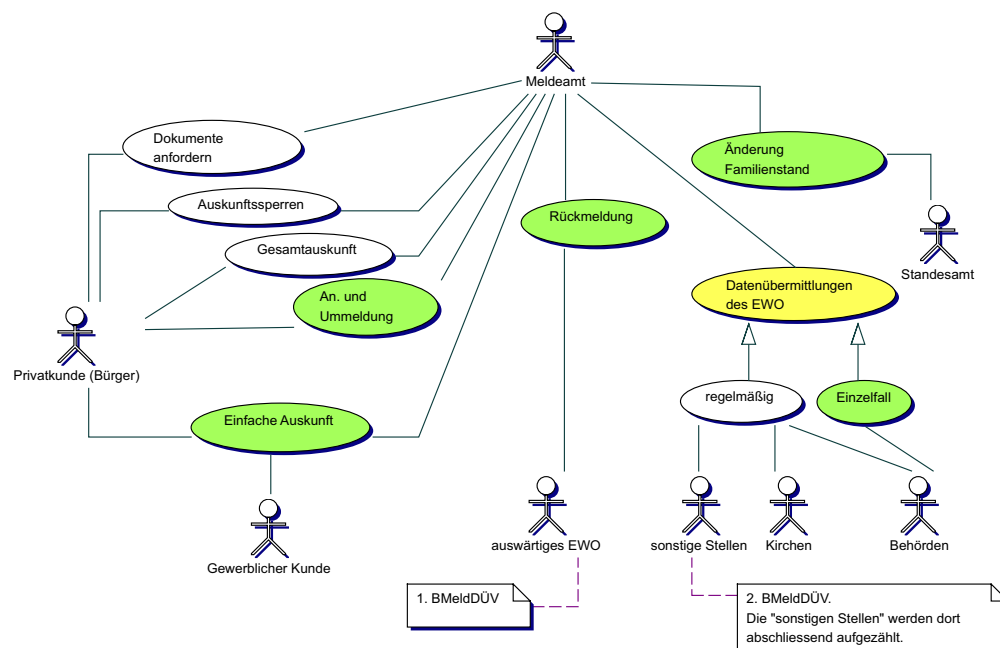 Meldeamt
Dokumente
anfordern
Änderung
Familienstand
Auskunftssperren
Rückmeldung
Gesamtauskunft
Standesamt
An. und
Ummeldung
Datenübermittlungen
des EWO
Privatkunde (Bürger)
regelmäßig
Einzelfall
Einfache Auskunft
auswärtiges EWO
sonstige Stellen
Kirchen
Behörden
Gewerblicher Kunde
1. BMeldDÜV
2. BMeldDÜV.
Die "sonstigen Stellen" werden dort
abschliessend aufgezählt.